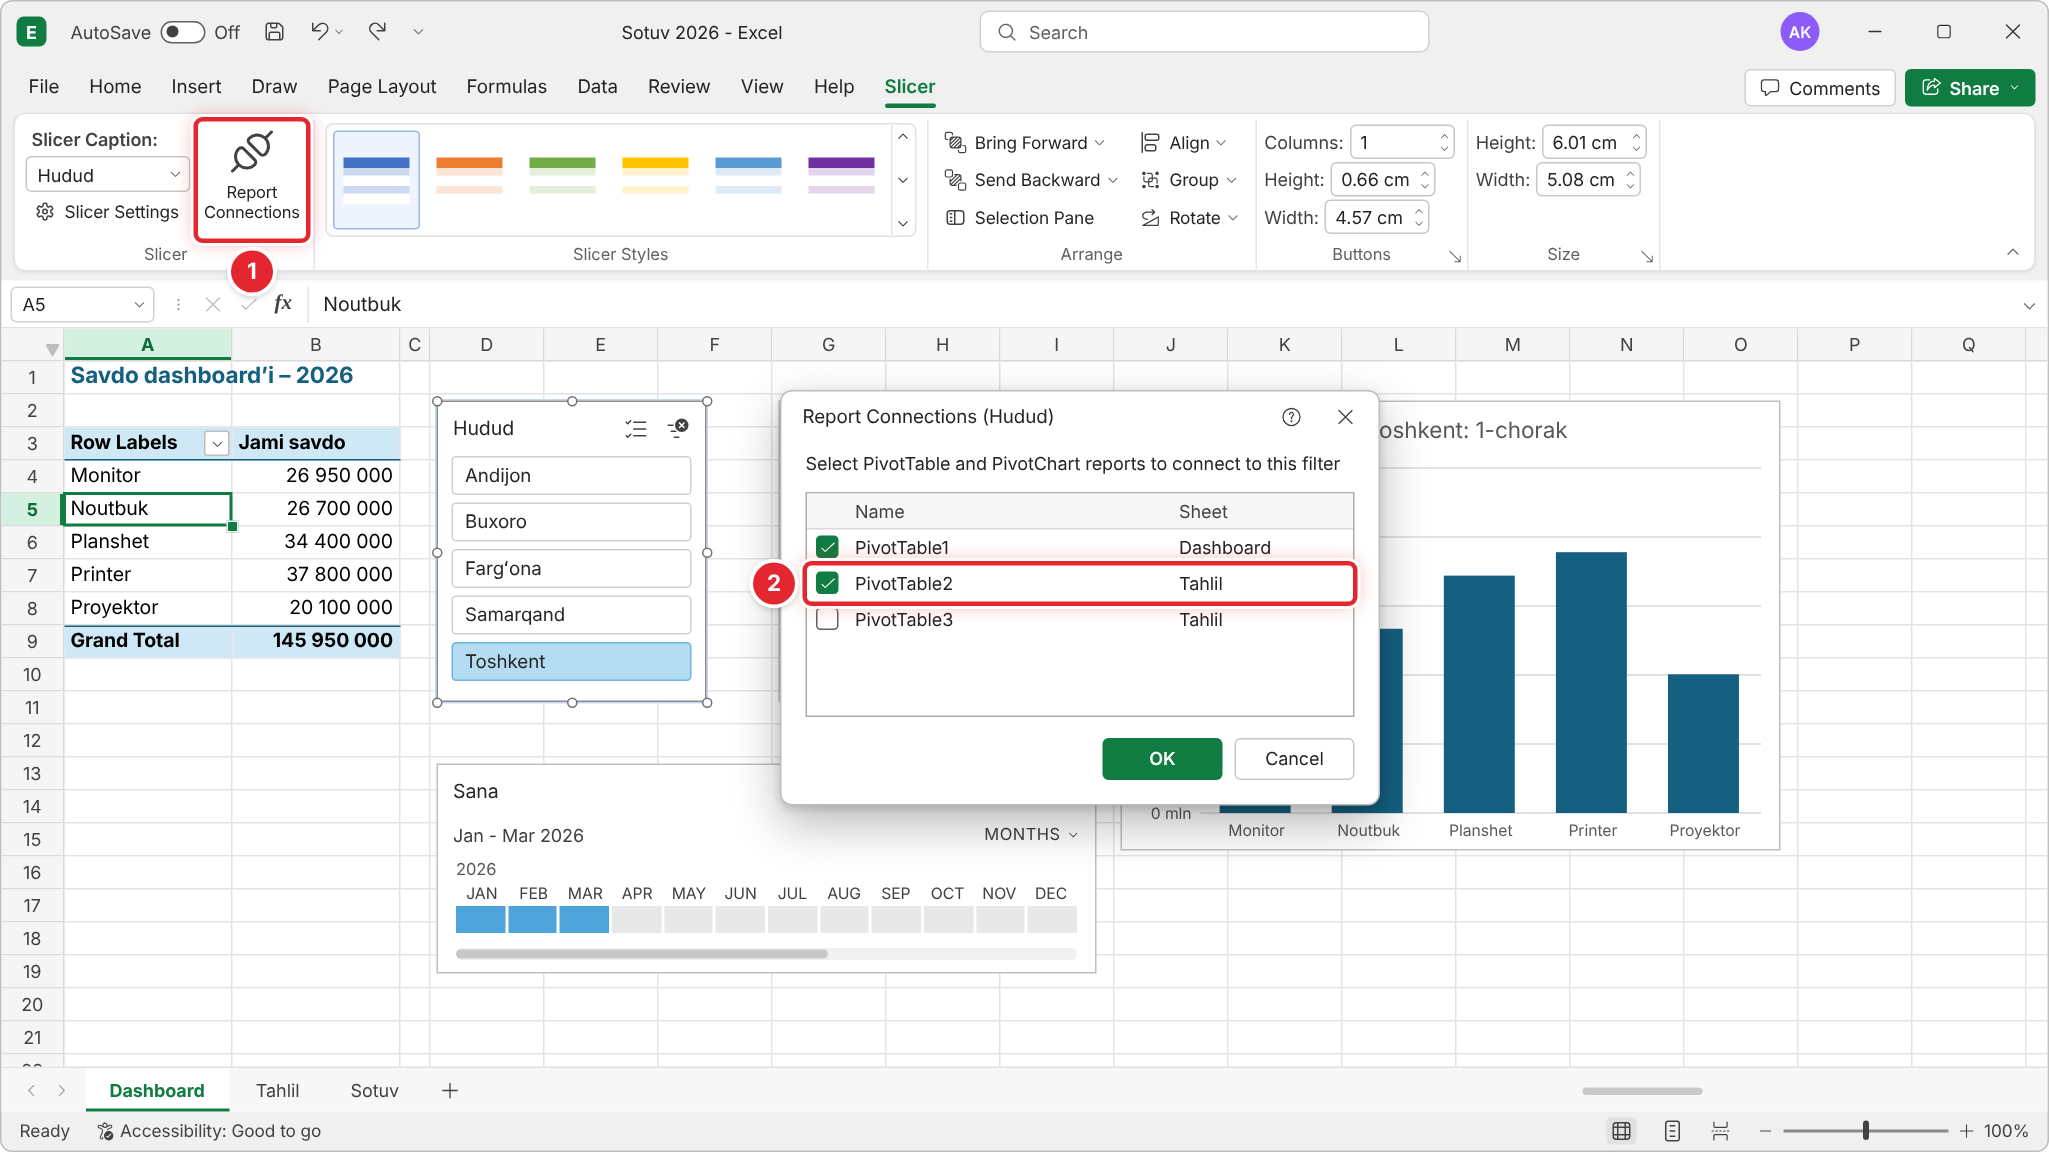 E AutoSave Off Sotuv 2026 - Excel Search AK
File Home Insert Draw Page Layout Formulas Data Review View Help Slicer Comments Share
Slicer Caption:
Hudud
Slicer Settings
Slicer
Report
Connections
1
Slicer Styles
Bring Forward Align
Send Backward Group
Selection Pane Rotate
Arrange
Columns: 1
Height: 0.66 cm
Width: 4.57 cm
Buttons
Height: 6.01 cm
Width: 5.08 cm
Size
A5 fx Noutbuk
A B C D E F G H I J K L M N O P Q
1 Savdo dashboard’i – 2026
2
3 Row Labels Jami savdo
4 Monitor 26 950 000
5 Noutbuk 26 700 000
6 Planshet 34 400 000
7 Printer 37 800 000
8 Proyektor 20 100 000
9 Grand Total 145 950 000
10
11
12
13
14
15
16
17
18
19
20
21
Hudud
Andijon
Buxoro
Farg‘ona
Samarqand
Toshkent
Report Connections (Hudud)
Select PivotTable and PivotChart reports to connect to this filter
Name Sheet
PivotTable1 Dashboard
2 PivotTable2 Tahlil
PivotTable3 Tahlil
OK Cancel
oshkent: 1-chorak
0 mln
Monitor Noutbuk Planshet Printer Proyektor
Sana
Jan - Mar 2026 MONTHS
2026
JAN FEB MAR APR MAY JUN JUL AUG SEP OCT NOV DEC
Dashboard Tahlil Sotuv
Ready Accessibility: Good to go 100%